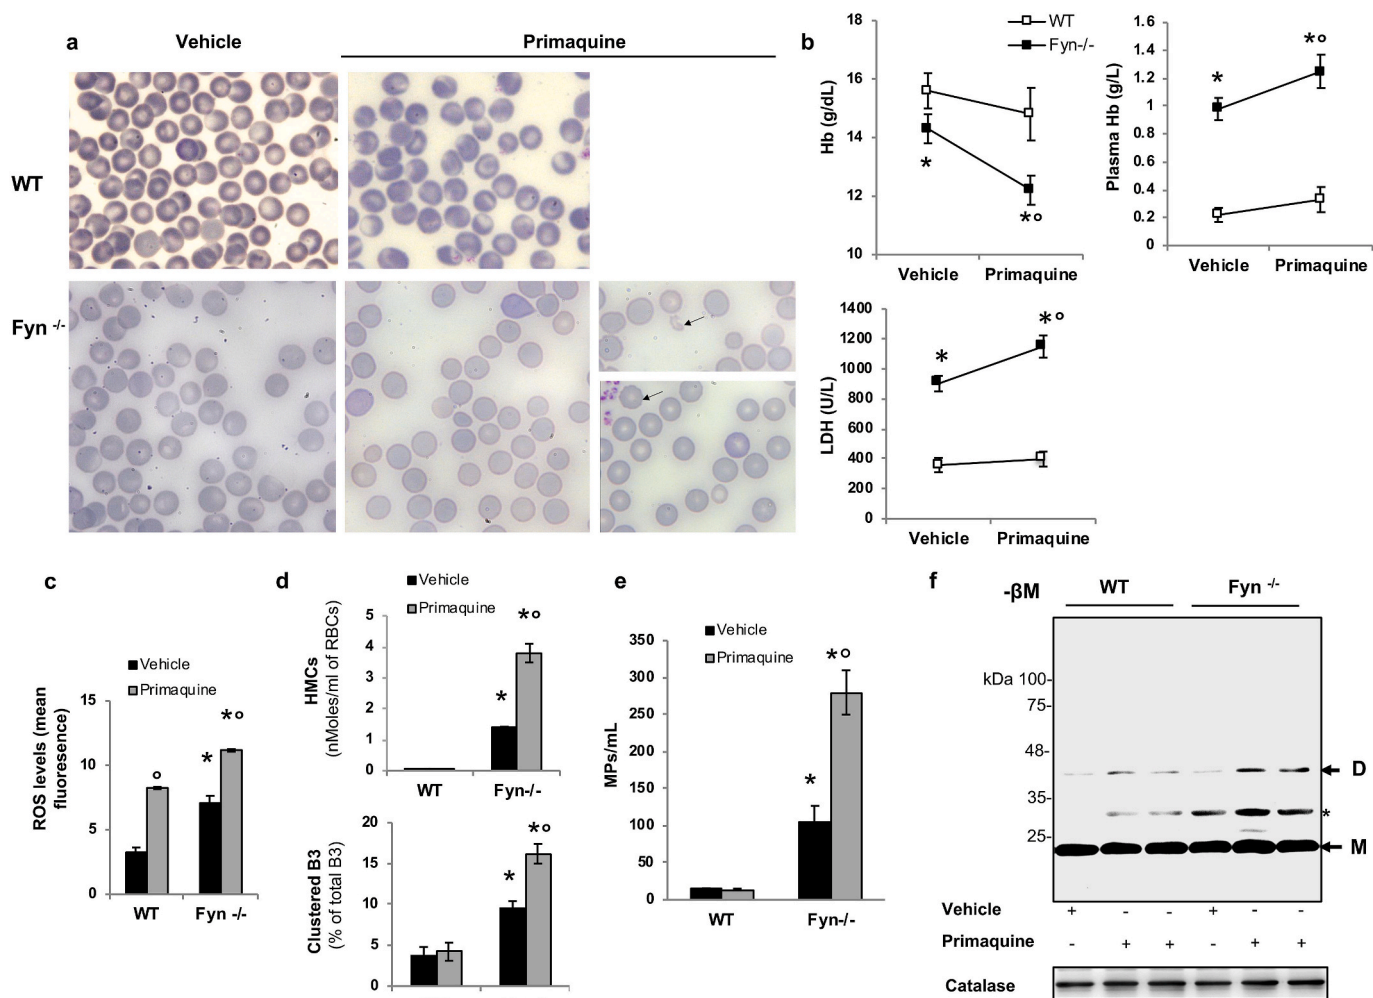 a
Vehicle
Primaquine
WT
Fyn -/-
b
WT
Fyn-/-
Hb (g/dL)
18
16
14
12
10
*
*°
Vehicle
Primaquine
Plasma Hb (g/L)
1.6
1.4
1.2
1
0.8
0.6
0.4
0.2
0
*
*°
Vehicle
Primaquine
LDH (U/L)
1400
1200
1000
800
600
400
200
0
*
*°
Vehicle
Primaquine
c
Vehicle
Primaquine
ROS levels (mean
fluoresence)
15
10
5
0
°
*
*°
WT
Fyn -/-
d
Vehicle
Primaquine
HMCs
(nMoles/ml of RBCs)
5
4
3
2
1
0
*
*°
WT
Fyn-/-
Clustered B3
(% of total B3)
20
15
10
5
0
*
*°
e
Vehicle
Primaquine
MPs/mL
350
300
250
200
150
100
50
0
*
*°
WT
Fyn-/-
f
-βM
WT
Fyn -/-
kDa 100-
75-
48-
35-
25-
D
*
M
Vehicle + - - + - -
Primaquine - + + - + +
Catalase